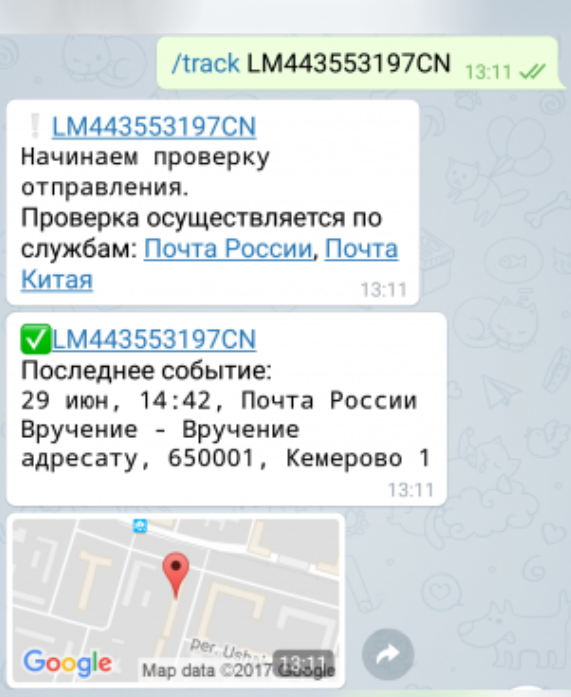 /track LM443553197CN 13:11
LM443553197CN
Начинаем проверку
отправления.
Проверка осуществляется по
службам: Почта России, Почта
Китая 13:11
LM443553197CN
Последнее событие:
29 июн, 14:42, Почта России
Вручение - Вручение
адресату, 650001, Кемерово 1
13:11
per.
Google Map data ©2017 Google 13:11